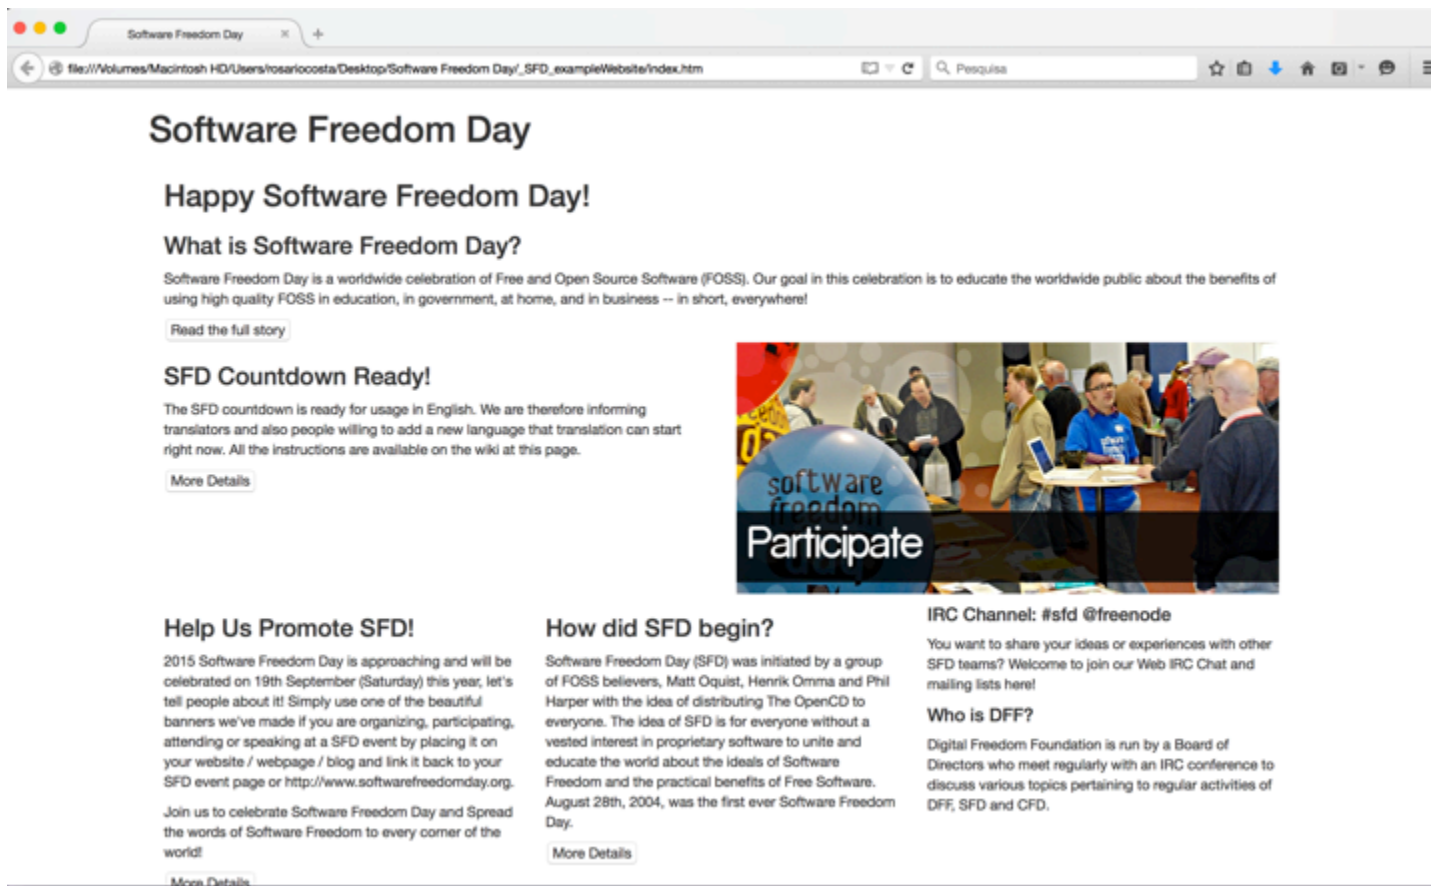 Software Freedom Day
file:///Volumes/Macintosh HD/Users/rosariocosta/Desktop/Software Freedom Day/_SFD_exampleWebsite/index.htm
Pesquisa
Software Freedom Day
Happy Software Freedom Day!
What is Software Freedom Day?
Software Freedom Day is a worldwide celebration of Free and Open Source Software (FOSS). Our goal in this celebration is to educate the worldwide public about the benefits of
using high quality FOSS in education, in government, at home, and in business -- in short, everywhere!
Read the full story
SFD Countdown Ready!
The SFD countdown is ready for usage in English. We are therefore informing
translators and also people willing to add a new language that translation can start
right now. All the instructions are available on the wiki at this page.
More Details
software
freedom
day
Participate
Help Us Promote SFD!
2015 Software Freedom Day is approaching and will be
celebrated on 19th September (Saturday) this year, let's
tell people about it! Simply use one of the beautiful
banners we've made if you are organizing, participating,
attending or speaking at a SFD event by placing it on
your website / webpage / blog and link it back to your
SFD event page or http://www.softwarefreedomday.org.
Join us to celebrate Software Freedom Day and Spread
the words of Software Freedom to every corner of the
world!
More Details
How did SFD begin?
Software Freedom Day (SFD) was initiated by a group
of FOSS believers, Matt Oquist, Henrik Omma and Phil
Harper with the idea of distributing The OpenCD to
everyone. The idea of SFD is for everyone without a
vested interest in proprietary software to unite and
educate the world about the ideals of Software
Freedom and the practical benefits of Free Software.
August 28th, 2004, was the first ever Software Freedom
Day.
More Details
IRC Channel: #sfd @freenode
You want to share your ideas or experiences with other
SFD teams? Welcome to join our Web IRC Chat and
mailing lists here!
Who is DFF?
Digital Freedom Foundation is run by a Board of
Directors who meet regularly with an IRC conference to
discuss various topics pertaining to regular activities of
DFF, SFD and CFD.